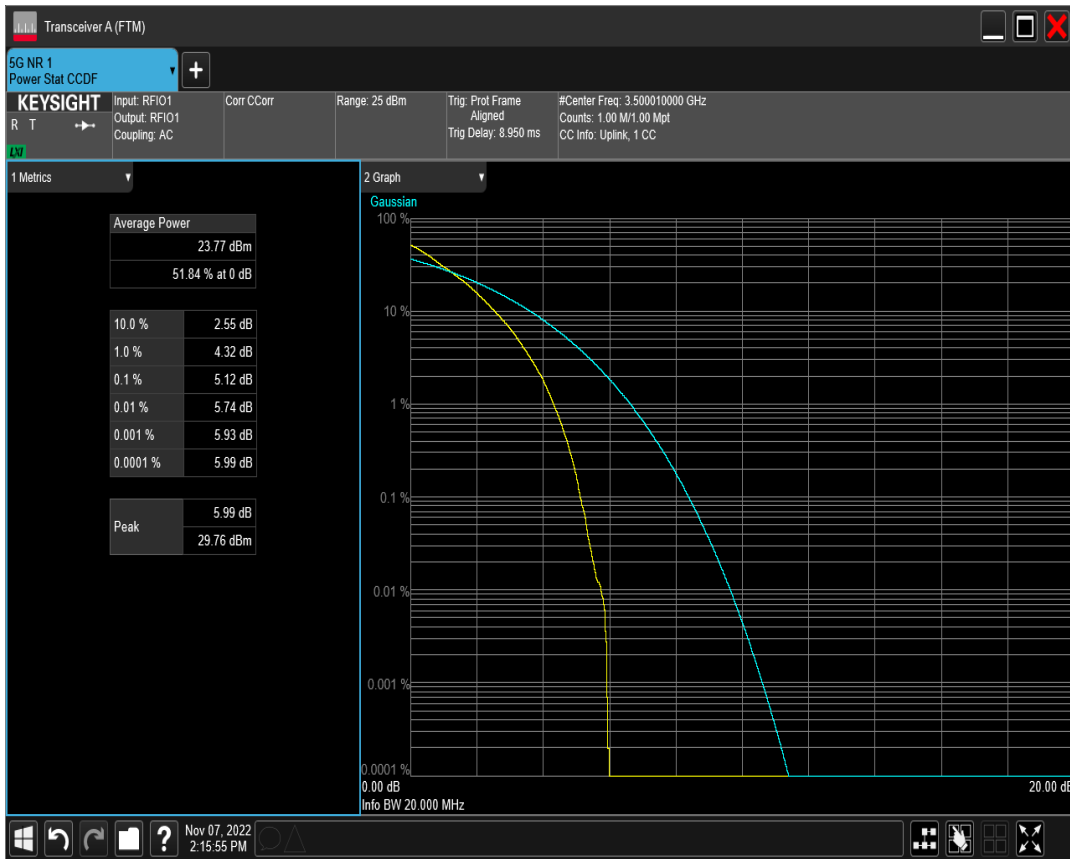 Transceiver A (FTM)
5G NR 1
Power Stat CCDF
+
KEYSIGHT
R T
LXI
Input: RFIO1
Output: RFIO1
Coupling: AC
Corr CCorr
Range: 25 dBm
Trig: Prot Frame
Aligned
Trig Delay: 8.950 ms
#Center Freq: 3.500010000 GHz
Counts: 1.00 M/1.00 Mpt
CC Info: Uplink, 1 CC
1 Metrics
Average Power
23.77 dBm
51.84 % at 0 dB
10.0 % 2.55 dB
1.0 % 4.32 dB
0.1 % 5.12 dB
0.01 % 5.74 dB
0.001 % 5.93 dB
0.0001 % 5.99 dB
Peak
5.99 dB
29.76 dBm
2 Graph
Gaussian
100 %
10 %
1 %
0.1 %
0.01 %
0.001 %
0.0001 %
0.00 dB 20.00 dB
Info BW 20.000 MHz
?
Nov 07, 2022
2:15:55 PM